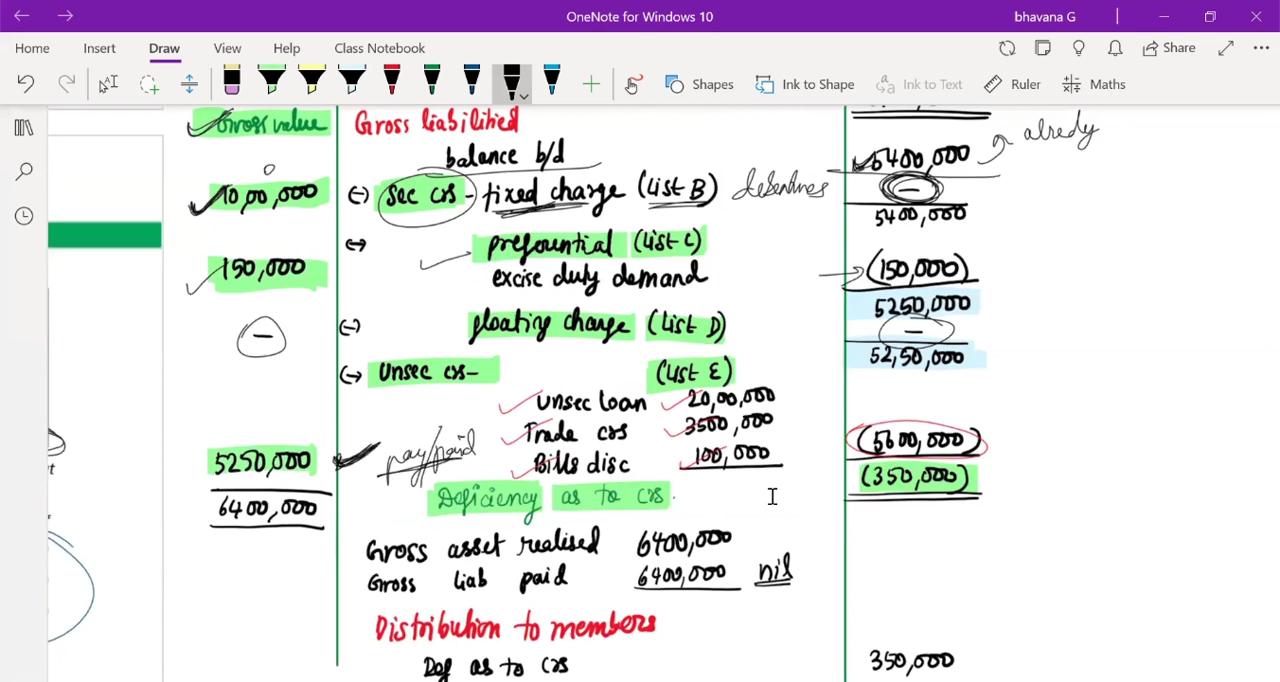 OneNote for Windows 10
bhavana G
Home Insert Draw View Help Class Notebook
Share
Shapes Ink to Shape Ink to Text Ruler Maths
Gross value Gross liabilitied
balance b/d 5400,000 alredy
10,00,000 (-) Sec crs - fixed charge (List B) debentures -
5400,000
(-) preferential (List C)
150,000 excise duty demand (150,000)
5250,000
- (-) floating charge (List D) -
52,50,000
(-) Unsec crs- (List E)
Unsec loan 20,00,000
Trade crs 3500,000 (5600,000)
5250,000 pay/paid Bills disc 100,000 (350,000)
6400,000 Deficiency as to crs.
Gross asset realised 6400,000
Gross liab paid 6400,000 nil
Distribution to members
Def as to crs 350,000